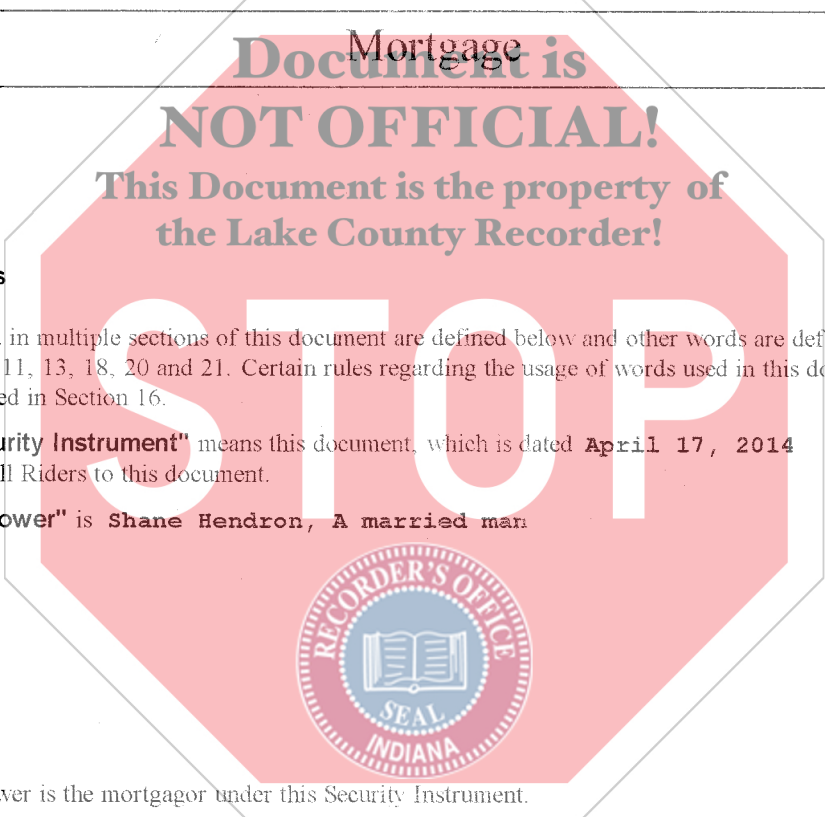 Mortgage
Document is
NOT OFFICIAL!
This Document is the property of
the Lake County Recorder!
s
in multiple sections of this document are defined below and other words are def
11, 13, 18, 20 and 21. Certain rules regarding the usage of words used in this do
ed in Section 16.
urity Instrument" means this document, which is dated April 17, 2014
ll Riders to this document.
ower" is Shane Hendron, A married man
STOP
RECORDER'S OFFICE
SEAL
INDIANA
wer is the mortgagor under this Security Instrument.